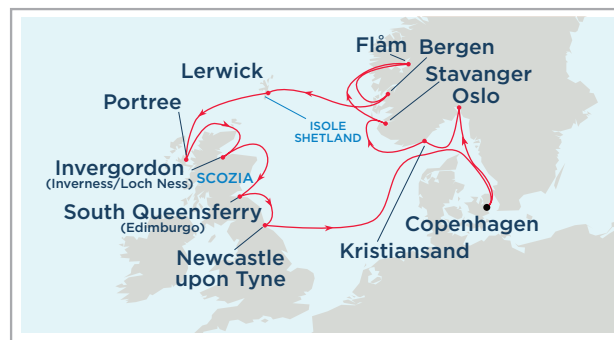 Flåm
Bergen
Stavanger
Oslo
Lerwick
Portree
ISOLE
SHETLAND
Invergordon
(Inverness/Loch Ness)
SCOZIA
South Queensferry
(Edimburgo)
Copenhagen
Kristiansand
Newcastle
upon Tyne